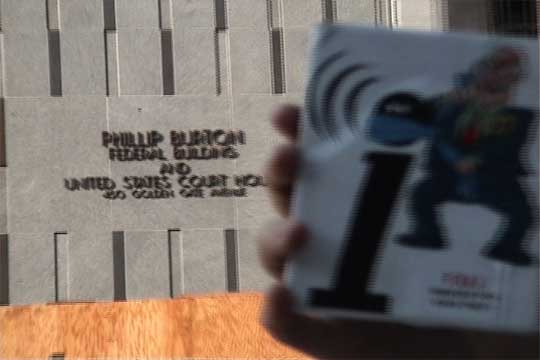 PHILLIP BURTON
FEDERAL BUILDING
AND
UNITED STATES COURT HOU
450 GOLDEN GATE AVENUE
i